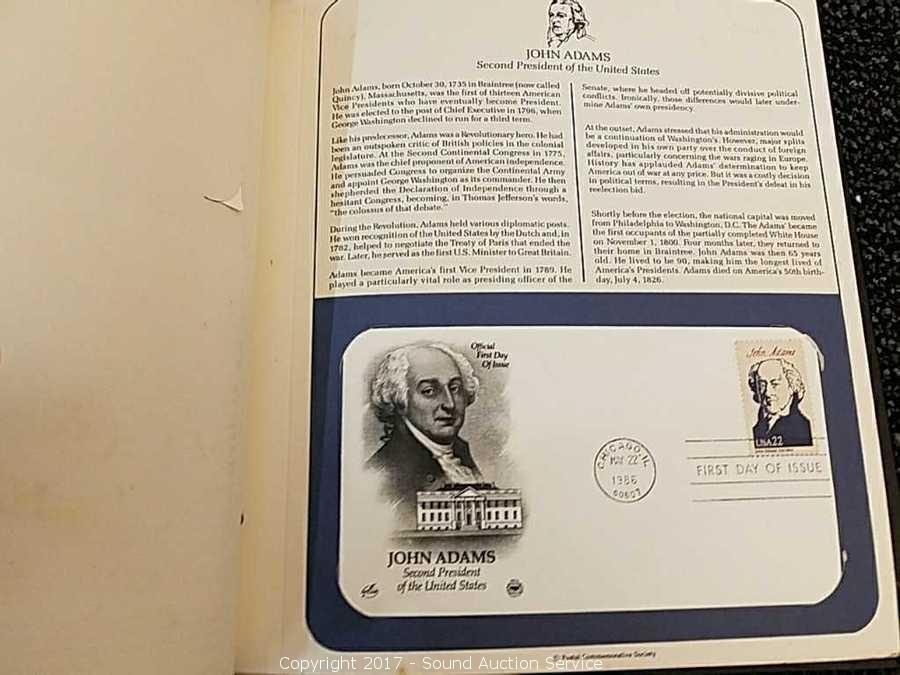 JOHN ADAMS
Second President of the United States
John Adams, born October 30, 1735 in Braintree (now called
Quincy), Massachusetts, was the first of thirteen American
Vice Presidents who have eventually become President.
He was elected to the post of Chief Executive in 1796, when
George Washington declined to run for a third term.
Like his predecessor, Adams was a Revolutionary hero. He had
been an outspoken critic of British policies in the colonial
legislature. At the Second Continental Congress in 1775,
Adams was the chief proponent of American independence.
He persuaded Congress to organize the Continental Army
and appoint George Washington as its commander. He then
shepherded the Declaration of Independence through a
hesitant Congress, becoming, in Thomas Jefferson's words,
"the colossus of that debate."
During the Revolution, Adams held various diplomatic posts.
He won recognition of the United States by the Dutch and, in
1782, helped to negotiate the Treaty of Paris that ended the
war. Later, he served as the first U.S. Minister to Great Britain.
Adams became America's first Vice President in 1789. He
played a particularly vital role as presiding officer of the
Senate, where he headed off potentially divisive political
conflicts. Ironically, those differences would later under-
mine Adams' own presidency.
At the outset, Adams stressed that his administration would
be a continuation of Washington's. However, major splits
developed in his own party over the conduct of foreign
affairs, particularly concerning the wars raging in Europe.
History has applauded Adams' determination to keep
America out of war at any price. But it was a costly decision
in political terms, resulting in the President's defeat in his
reelection bid.
Shortly before the election, the national capital was moved
from Philadelphia to Washington, D.C. The Adams' became
the first occupants of the partially completed White House
on November 1, 1800. Four months later, they returned to
their home in Braintree. John Adams was then 65 years
old. He lived to be 90, making him the longest lived of
America's Presidents. Adams died on America's 50th birth-
day, July 4, 1826.
Official
First Day
Of Issue
John Adams
USA 22
CHICAGO, IL
MAY 22
1986
60607
FIRST DAY OF ISSUE
JOHN ADAMS
Second President
of the United States
© Postal Commemorative Society
Copyright 2017 - Sound Auction Service